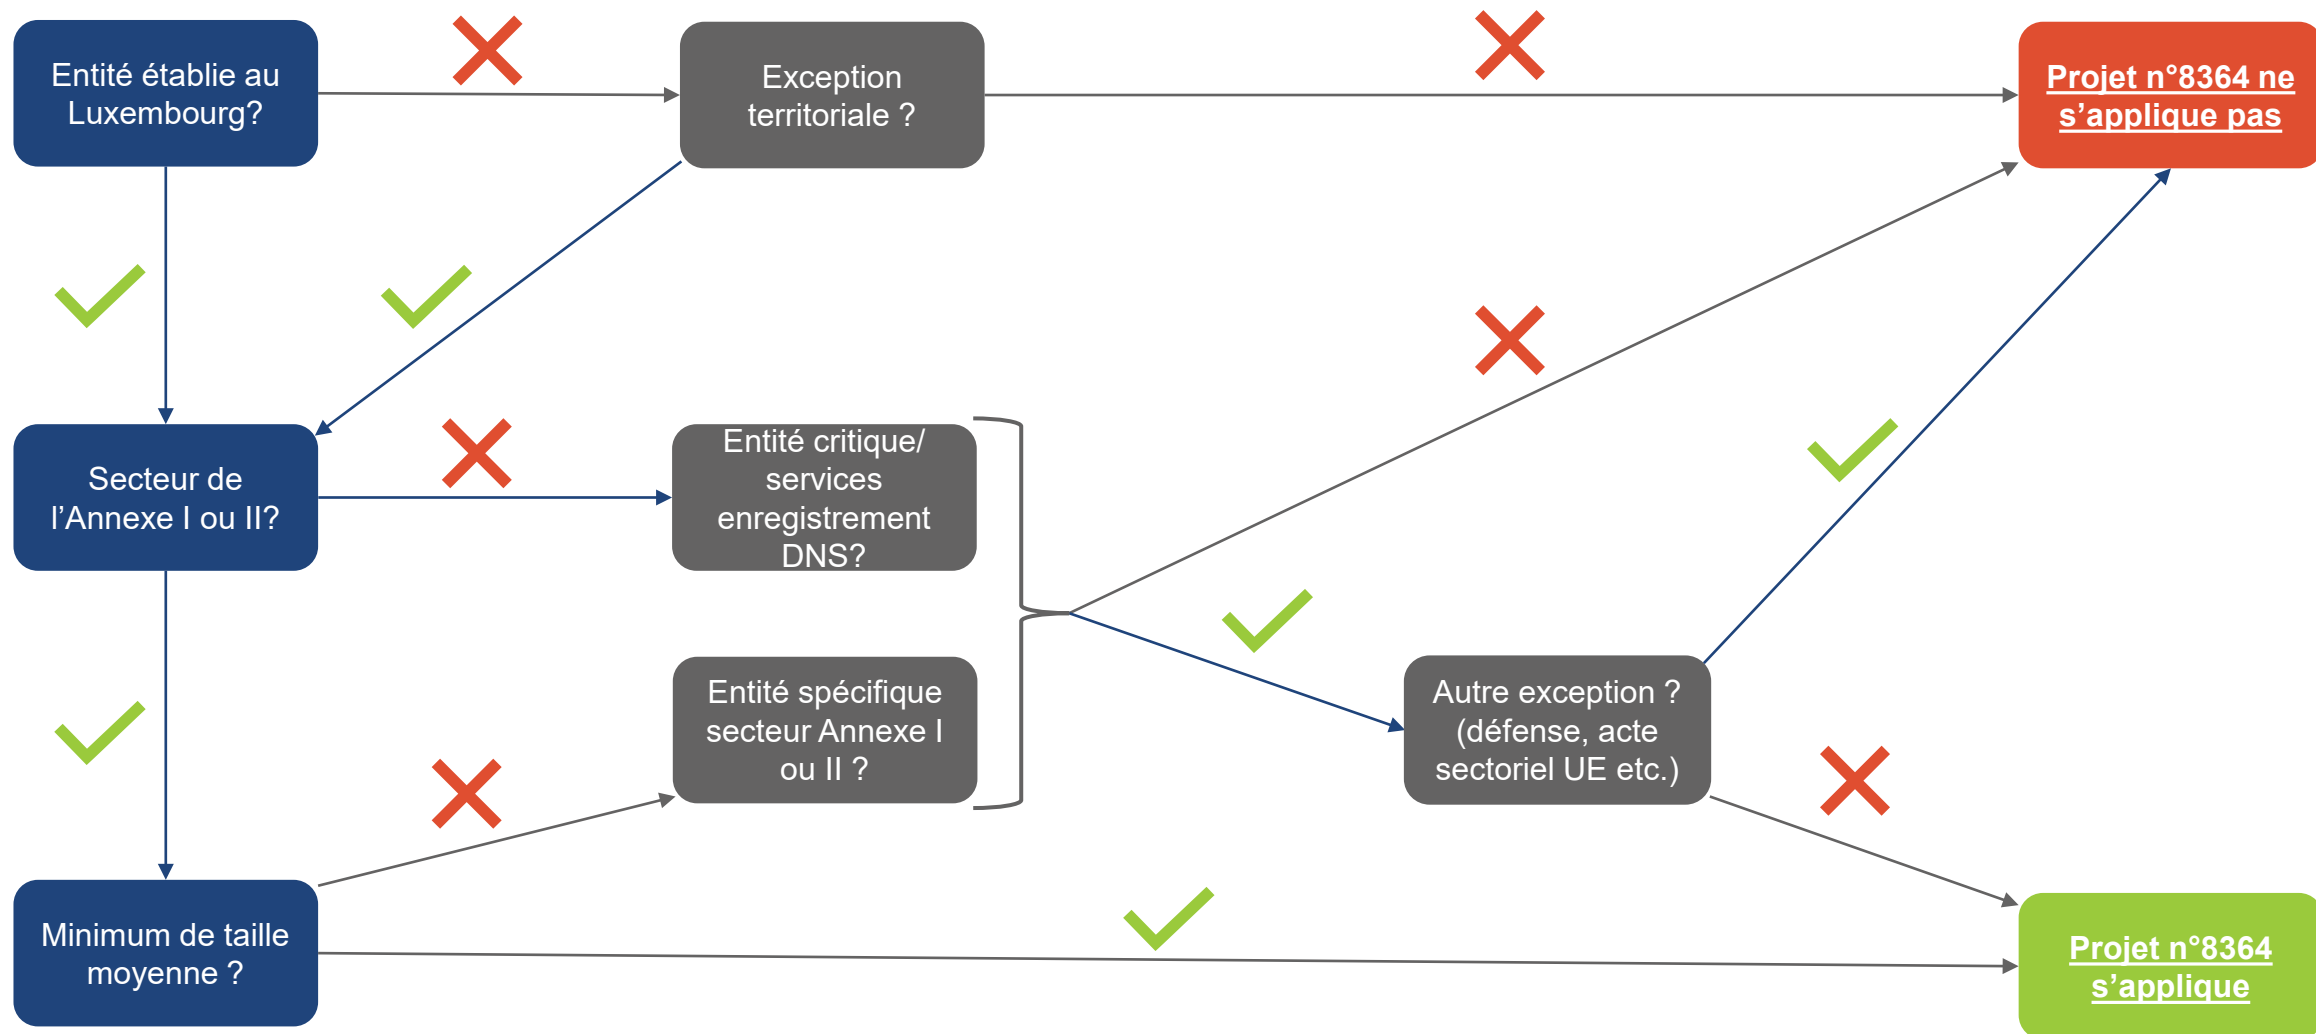 Entité établie au
Luxembourg?
Exception
territoriale ?
Projet n°8364 ne
s’applique pas
Secteur de
l’Annexe I ou II?
Entité critique/
services
enregistrement
DNS?
Entité spécifique
secteur Annexe I
ou II ?
Autre exception ?
(défense, acte
sectoriel UE etc.)
Minimum de taille
moyenne ?
Projet n°8364
s’applique